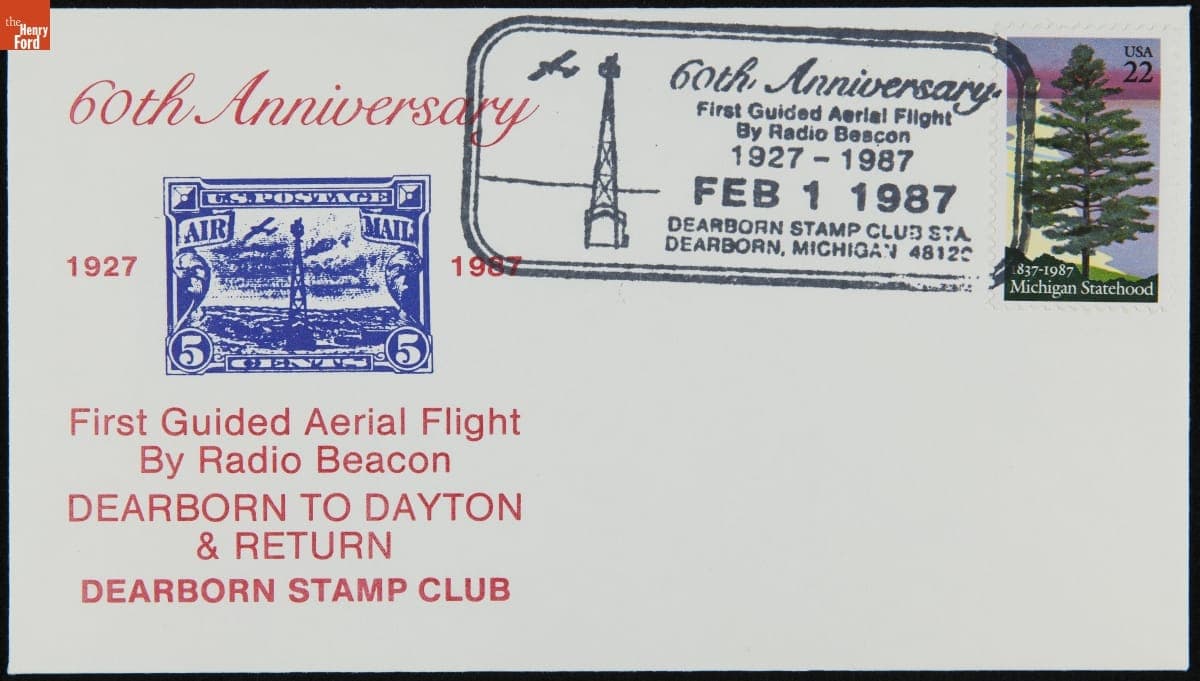 the
Henry
Ford
60th Anniversary
U.S. POSTAGE
AIR MAIL
1927 1987
5 CENTS 5
First Guided Aerial Flight
By Radio Beacon
DEARBORN TO DAYTON
& RETURN
DEARBORN STAMP CLUB
60th Anniversary
First Guided Aerial Flight
By Radio Beacon
1927 - 1987
FEB 1 1987
DEARBORN STAMP CLUB STA.
DEARBORN, MICHIGAN
USA
22
1837-1987
Michigan Statehood